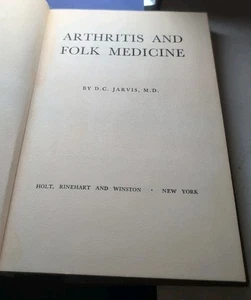 ARTHRITIS AND
FOLK MEDICINE
BY D.C. JARVIS, M.D.
HOLT, RINEHART AND WINSTON · NEW YORK